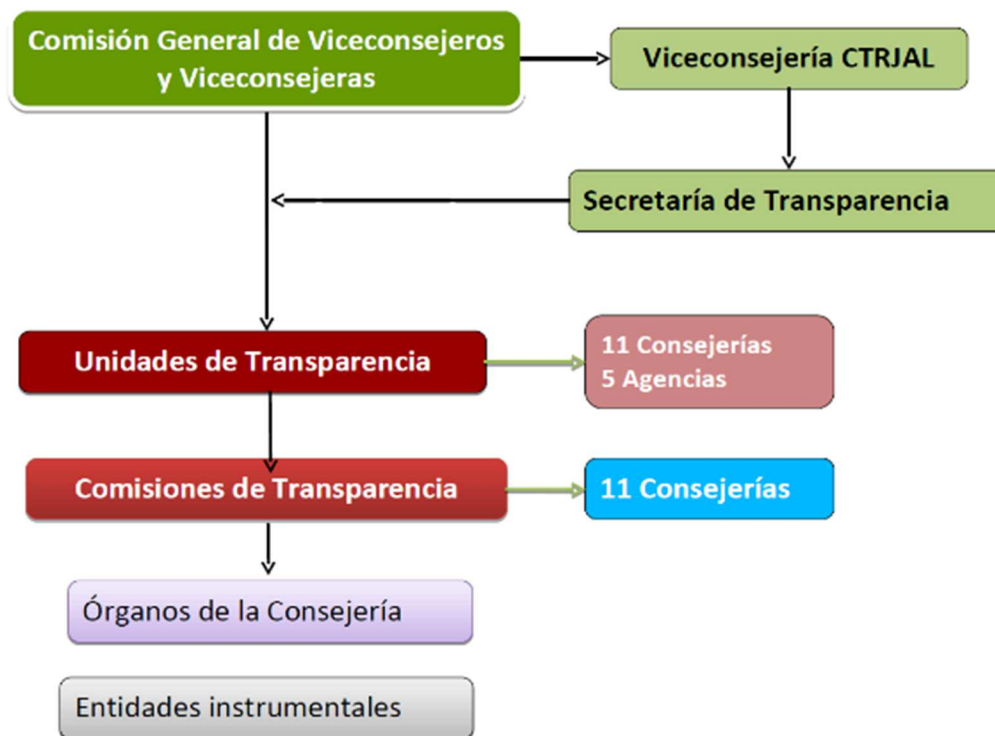 Comisión General de Viceconsejeros
y Viceconsejeras
Viceconsejería CTRJAL
Secretaría de Transparencia
Unidades de Transparencia
11 Consejerías
5 Agencias
Comisiones de Transparencia
11 Consejerías
Órganos de la Consejería
Entidades instrumentales